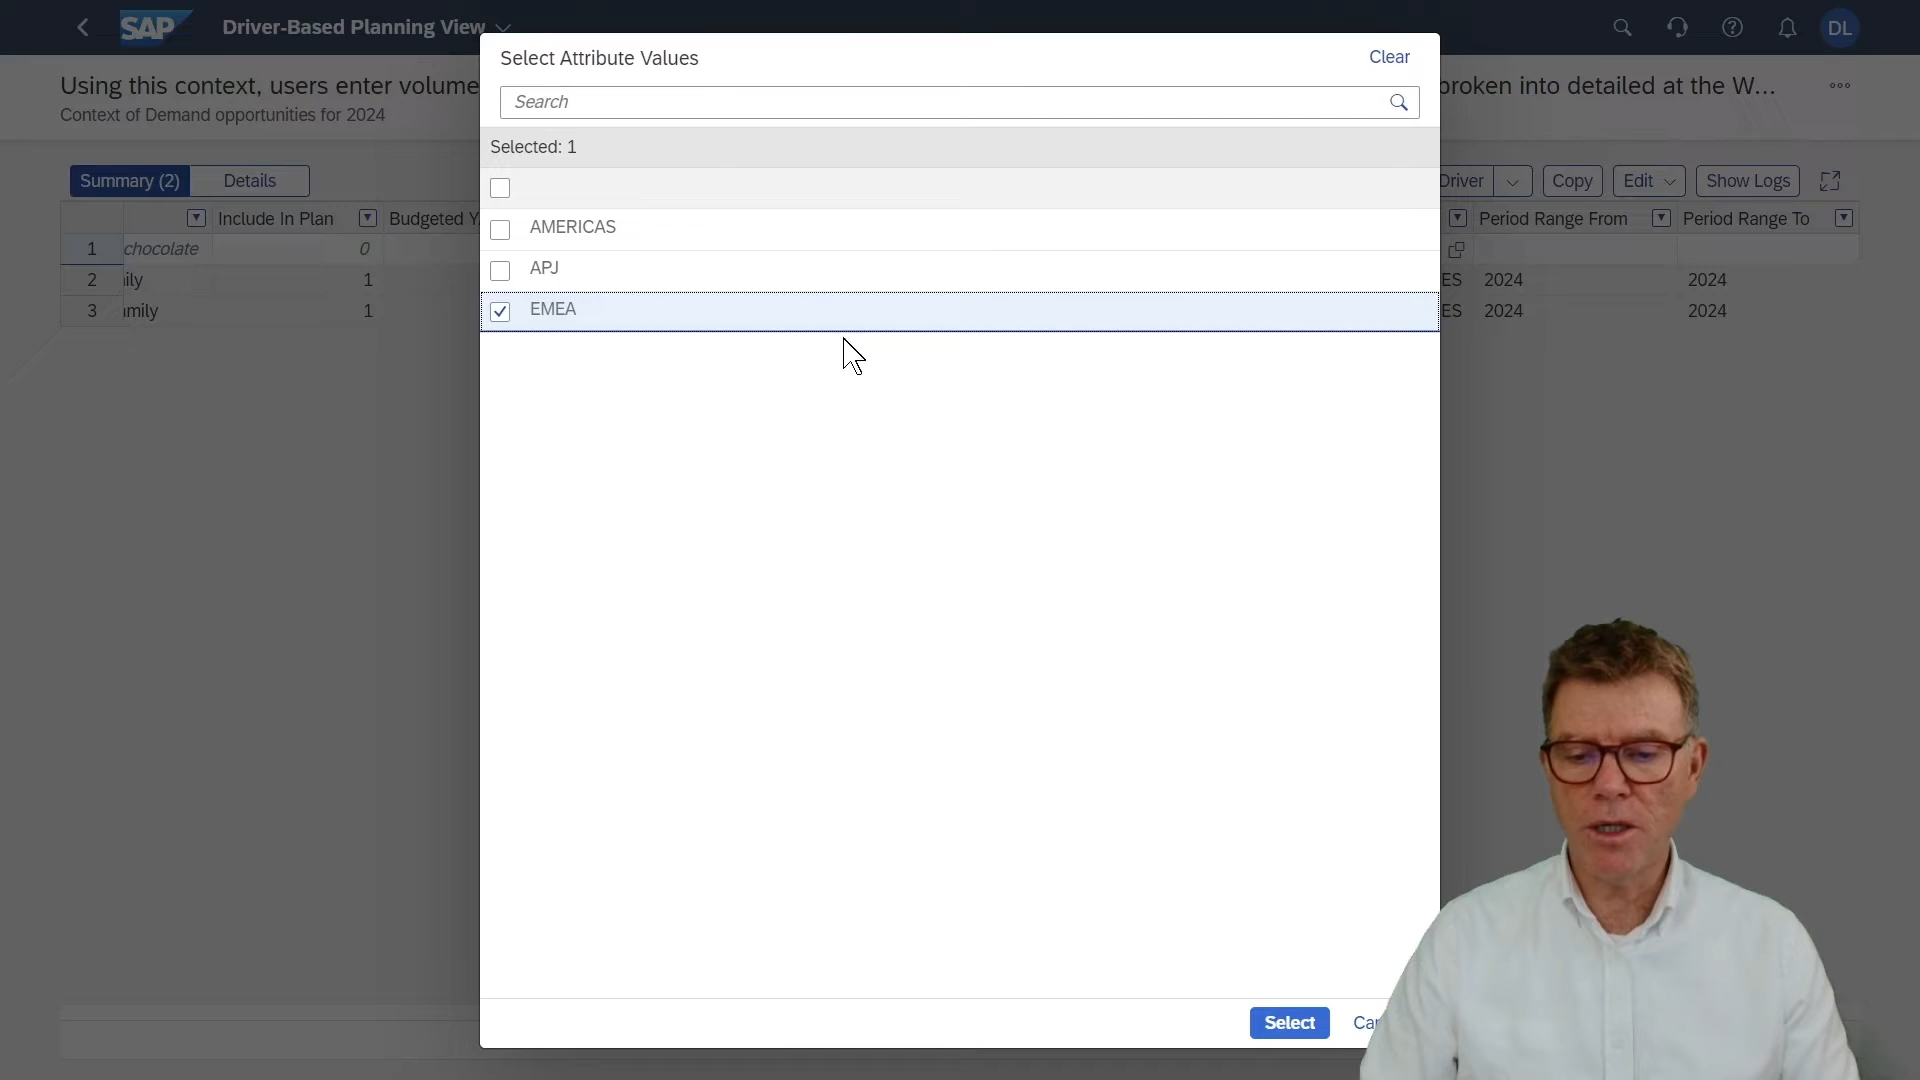 SAP Driver-Based Planning View
DL
Using this context, users enter volume
broken into detailed at the W...
Context of Demand opportunities for 2024
Select Attribute Values
Clear
Search
Selected: 1
AMERICAS
APJ
EMEA
Select
Summary (2) Details
Driver Copy Edit Show Logs
Include In Plan Budgeted Y Period Range From Period Range To
1 chocolate 0
2 ily 1 ES 2024 2024
3 mily 1 ES 2024 2024